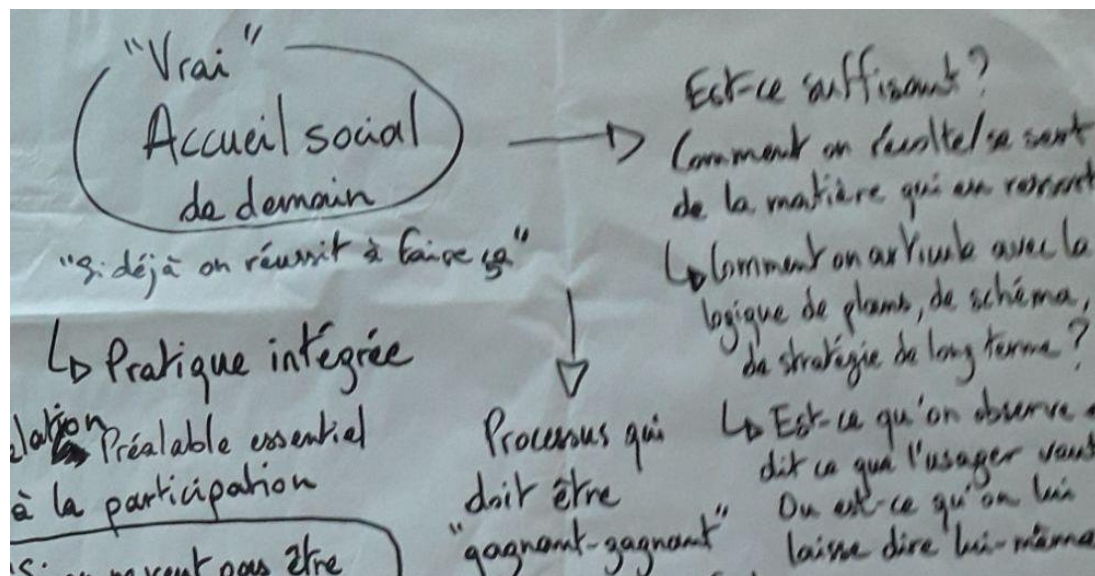 "Vrai"
Accueil social
de demain
"Si déjà on réussit à faire ça"
↳ Pratique intégrée
Préalable essentiel
à la participation
pas être
Processus qui
doit être
"gagnant-gagnant"
Est-ce suffisant ?
Comment on récolte/se sert
de la matière qui en ressort
↳ Comment on articule avec la
logique de plans, de schéma,
de stratégie de long terme ?
↳ Est-ce qu'on observe
dit ce que l'usager veut
Ou est-ce qu'on lui
laisse dire lui-même